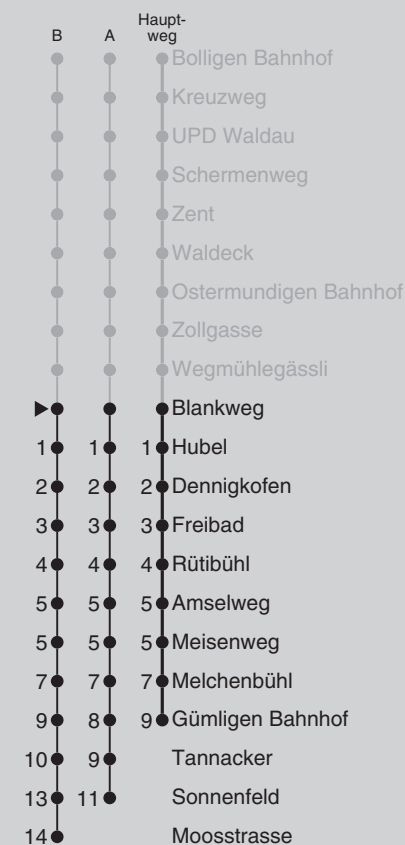 B A Haupt-
weg
Bolligen Bahnhof
Kreuzweg
UPD Waldau
Schermenweg
Zent
Waldeck
Ostermundigen Bahnhof
Zollgasse
Wegmühlegässli
Blankweg
1 1 1 Hubel
2 2 2 Dennigkofen
3 3 3 Freibad
4 4 4 Rütibühl
5 5 5 Amselweg
5 5 5 Meisenweg
7 7 7 Melchenbühl
9 8 9 Gümligen Bahnhof
10 9 Tannacker
13 11 Sonnenfeld
14 Moosstrasse